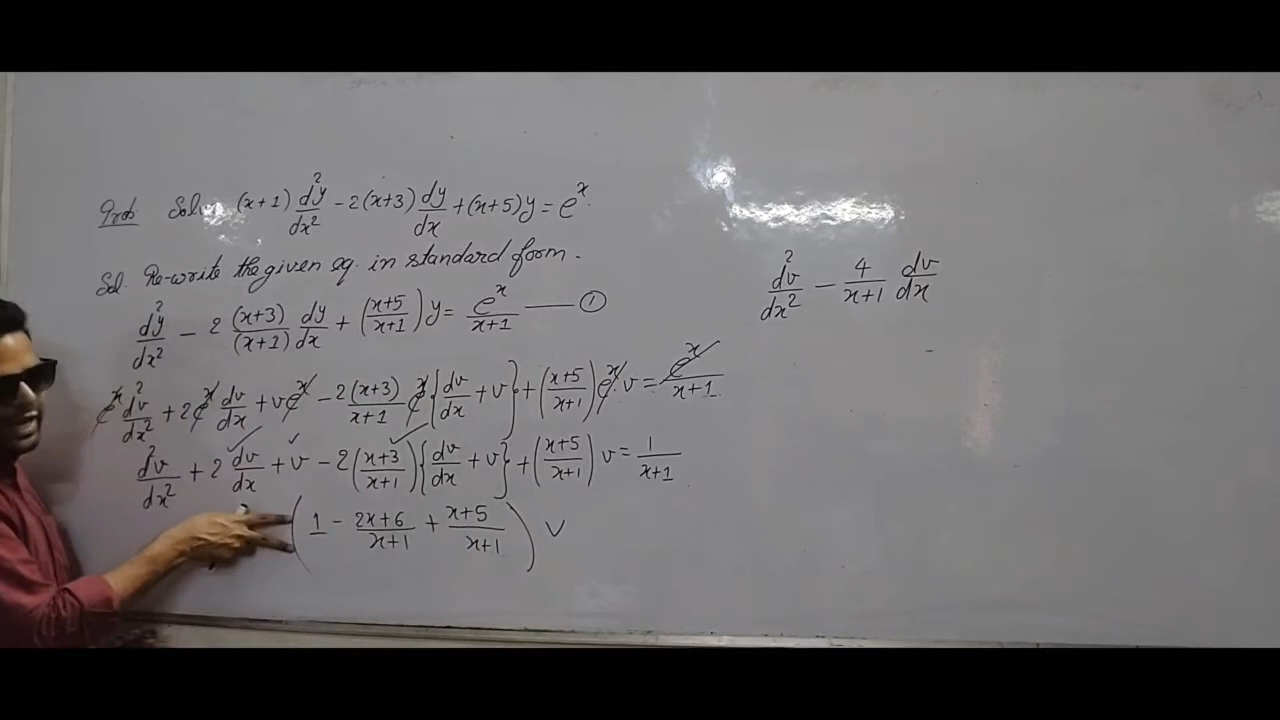 Prob Solve (x+1) d²y/dx² - 2(x+3) dy/dx + (x+5)y = e^x.
Sol. Re-write the given eq. in standard form.
d²y/dx² - 2 (x+3)/(x+1) dy/dx + ((x+5)/(x+1)) y = e^x/(x+1) —— ①
e^x d²v/dx² + 2e^x dv/dx + ve^x - 2(x+3)/(x+1) e^x {dv/dx + v} + ((x+5)/(x+1)) e^x.v = e^x/(x+1)
d²v/dx² + 2 dv/dx + v - 2((x+3)/(x+1)) {dv/dx + v} + ((x+5)/(x+1)) v = 1/(x+1)
(1 - (2x+6)/(x+1) + (x+5)/(x+1)) v
d²v/dx² - 4/(x+1) dv/dx